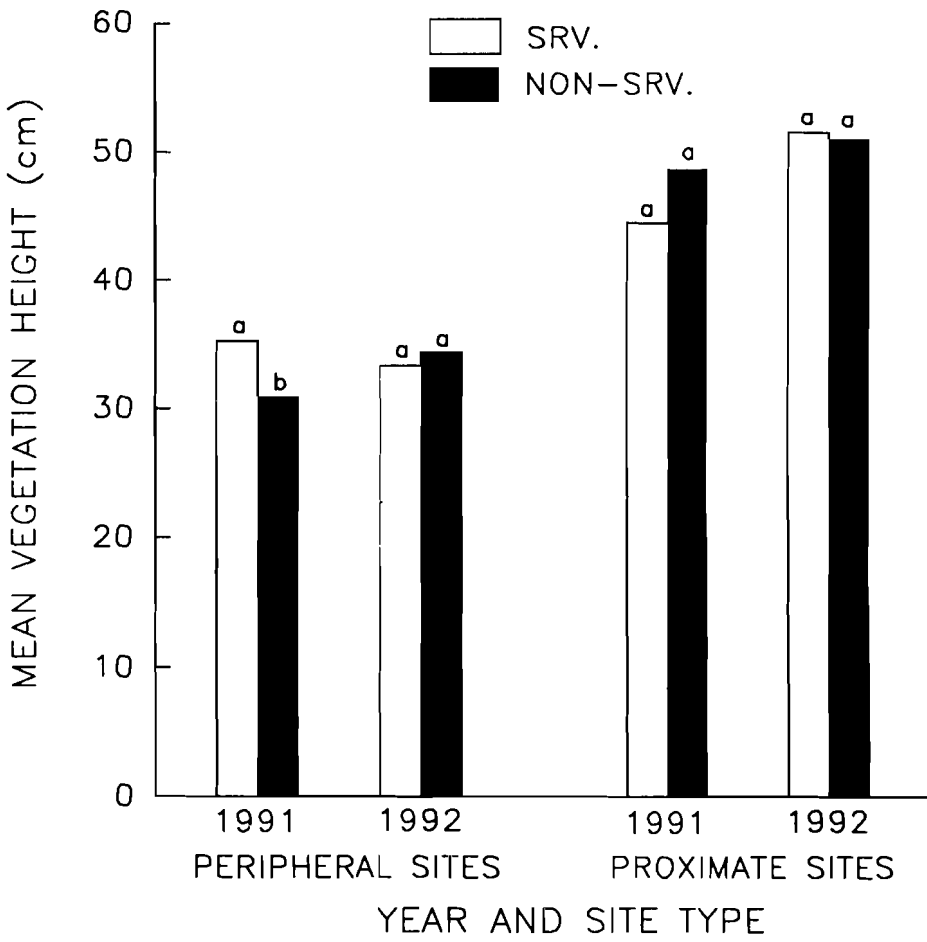 60
50
40
30
20
10
0
MEAN VEGETATION HEIGHT (cm)
SRV.
NON-SRV.
a
b
a
a
a
a
a
a
1991
1992
1991
1992
PERIPHERAL SITES
PROXIMATE SITES
YEAR AND SITE TYPE